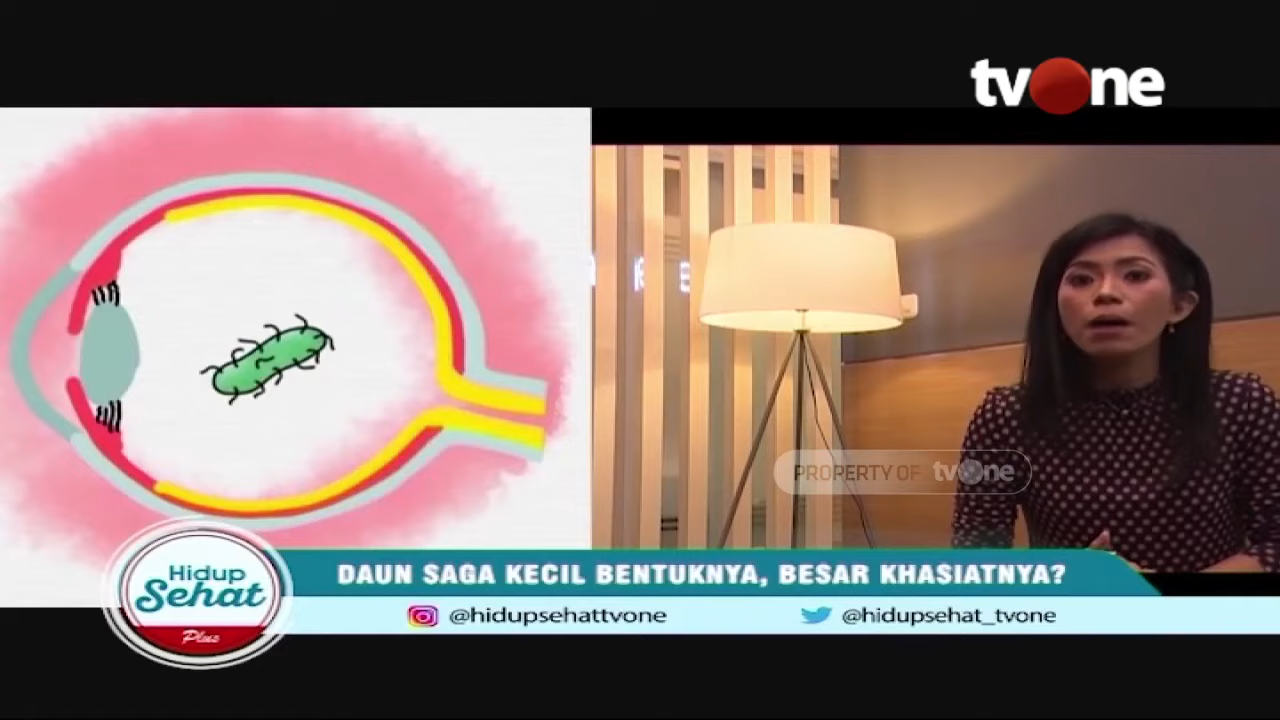 tvOne
PROPERTY OF tvOne
Hidup
Sehat
Plus
DAUN SAGA KECIL BENTUKNYA, BESAR KHASIATNYA?
@hidupsehattvone
@hidupsehat_tvone